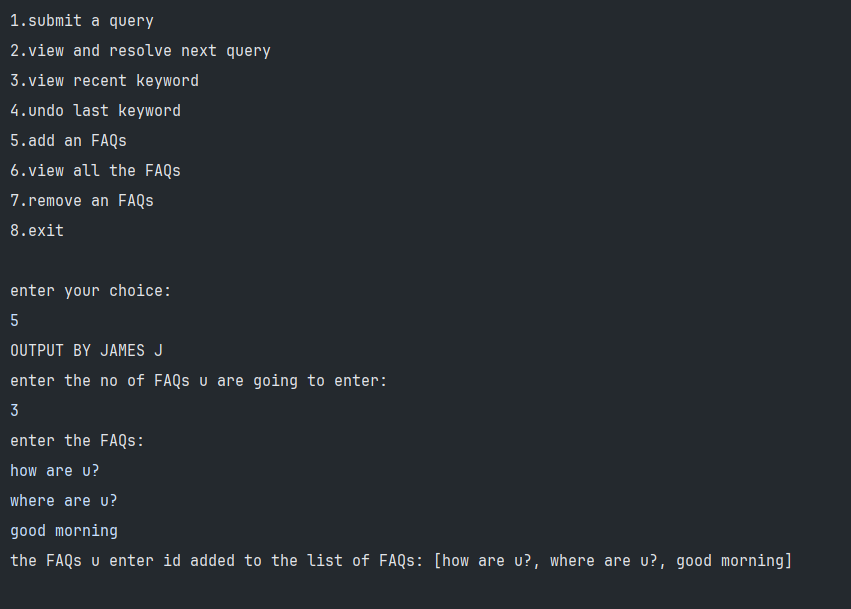 1.submit a query
2.view and resolve next query
3.view recent keyword
4.undo last keyword
5.add an FAQs
6.view all the FAQs
7.remove an FAQs
8.exit
enter your choice:
5
OUTPUT BY JAMES J
enter the no of FAQs u are going to enter:
3
enter the FAQs:
how are u?
where are u?
good morning
the FAQs u enter id added to the list of FAQs: [how are u?, where are u?, good morning]